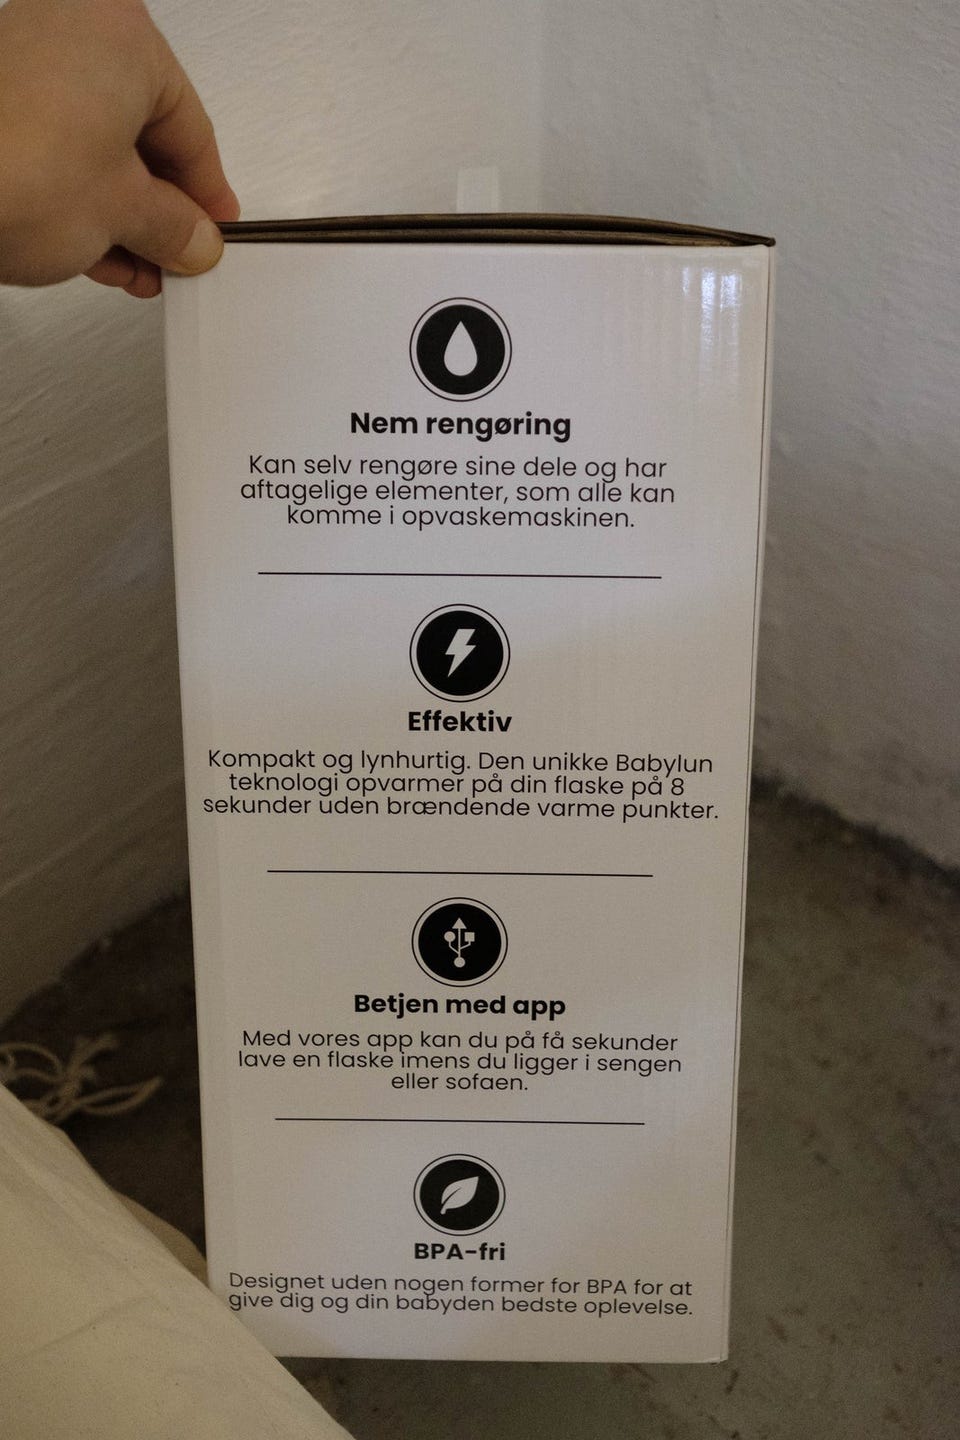 Nem rengøring
Kan selv rengøre sine dele og har
aftagelige elementer, som alle kan
komme i opvaskemaskinen.
Effektiv
Kompakt og lynhurtig. Den unikke Babylun
teknologi opvarmer på din flaske på 8
sekunder uden brændende varme punkter.
Betjen med app
Med vores app kan du på få sekunder
lave en flaske imens du ligger i sengen
eller sofaen.
BPA-fri
Designet uden nogen former for BPA for at
give dig og din babyden bedste oplevelse.